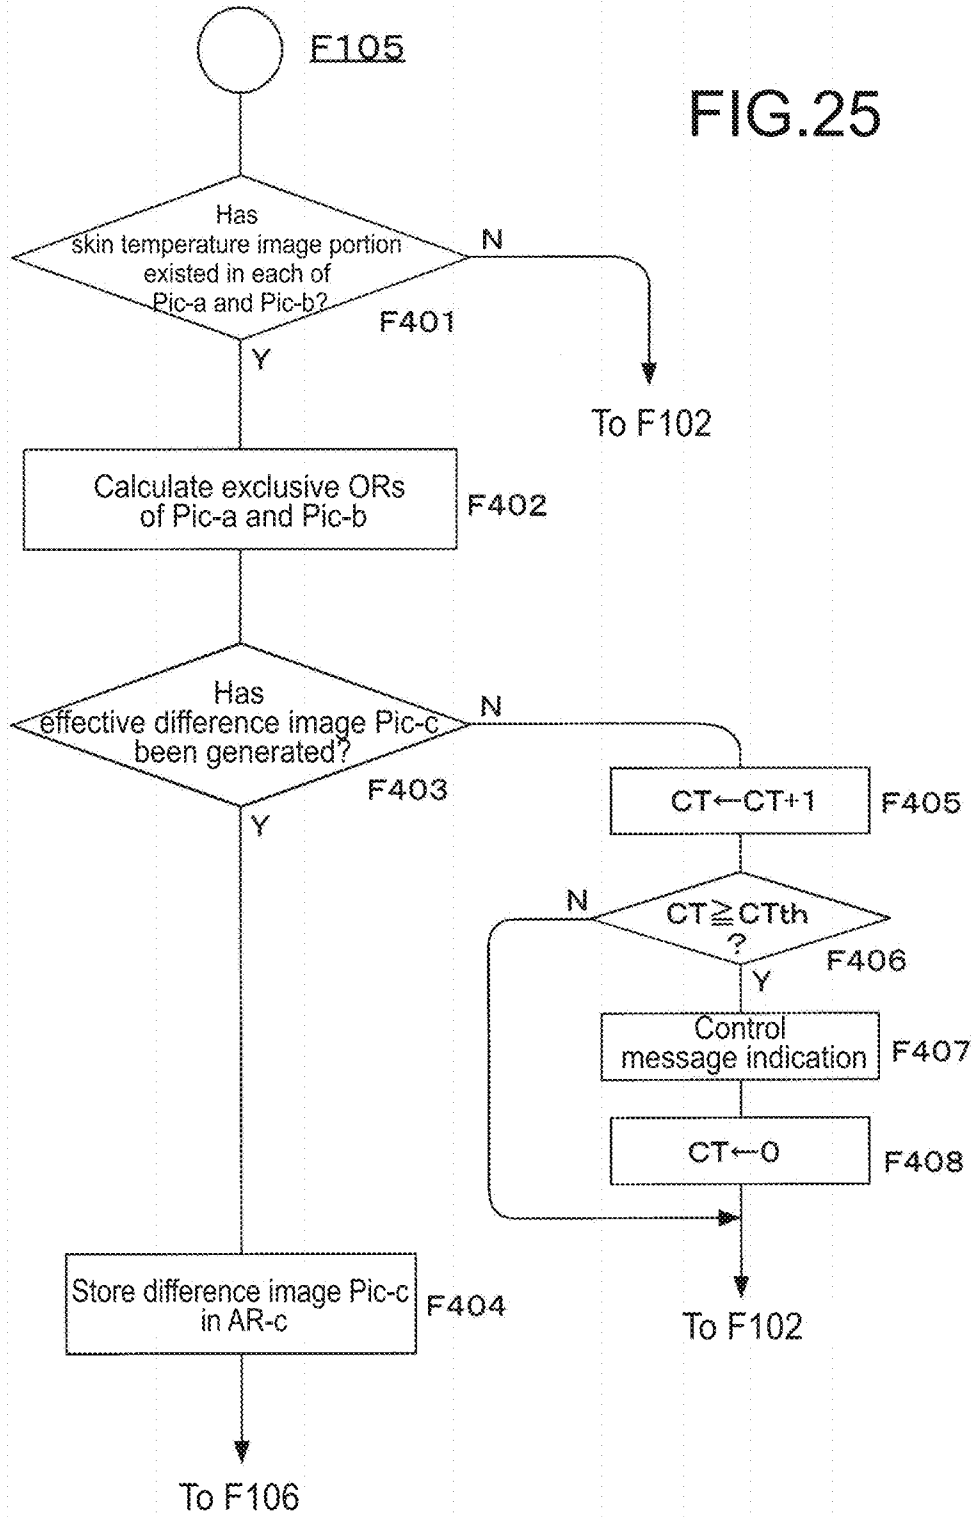 F105
FIG.25
Has
skin temperature image portion
existed in each of
Pic-a and Pic-b?
N
F401
Y
To F102
Calculate exclusive ORs
of Pic-a and Pic-b
F402
Has
effective difference image Pic-c
been generated?
N
F403
Y
CT←CT+1
F405
N
CT≧CTth
?
F406
Y
Control
message indication
F407
CT←0
F408
Store difference image Pic-c
in AR-c
F404
To F102
To F106